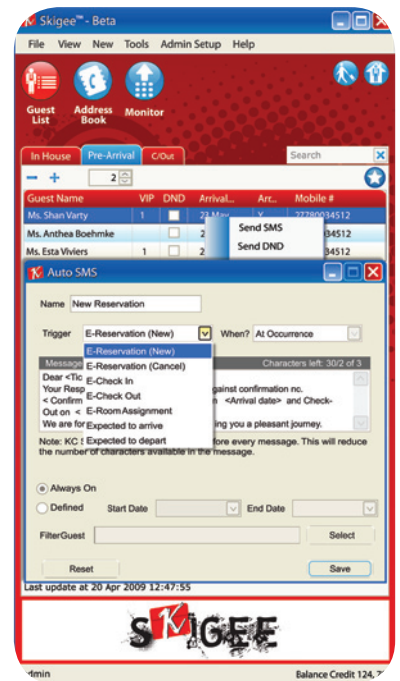 Skigee™ - Beta
File View New Tools Admin Setup Help
Guest List
Address Book
Monitor
In House Pre-Arrival C/Out Search
2
Guest Name VIP DND Arrival... Arr... Mobile #
Ms. Shan Varty 1 23 May Y 27780034512
Ms. Anthea Boehmke 2 34512
Ms. Esta Viviers 1 2 34512
Send SMS
Send DND
Auto SMS
Name New Reservation
Trigger E-Reservation (New) When? At Occurrence
E-Reservation (New)
E-Reservation (Cancel)
E-Check In
E-Check Out
E-Room Assignment
Expected to arrive
Expected to depart
Message Characters left: 30/2 of 3
Dear <Tic
Your Resp gainst confirmation no.
< Confirm <Arrival date> and Check-
Out on <
We are for ing you a pleasant journey.
Note: KC fore every message. This will reduce
the number of characters available in the message.
Always On
Defined Start Date End Date
FilterGuest Select
Reset Save
Last update at 20 Apr 2009 12:47:55
SKIGEE
dmin Balance Credit 124,